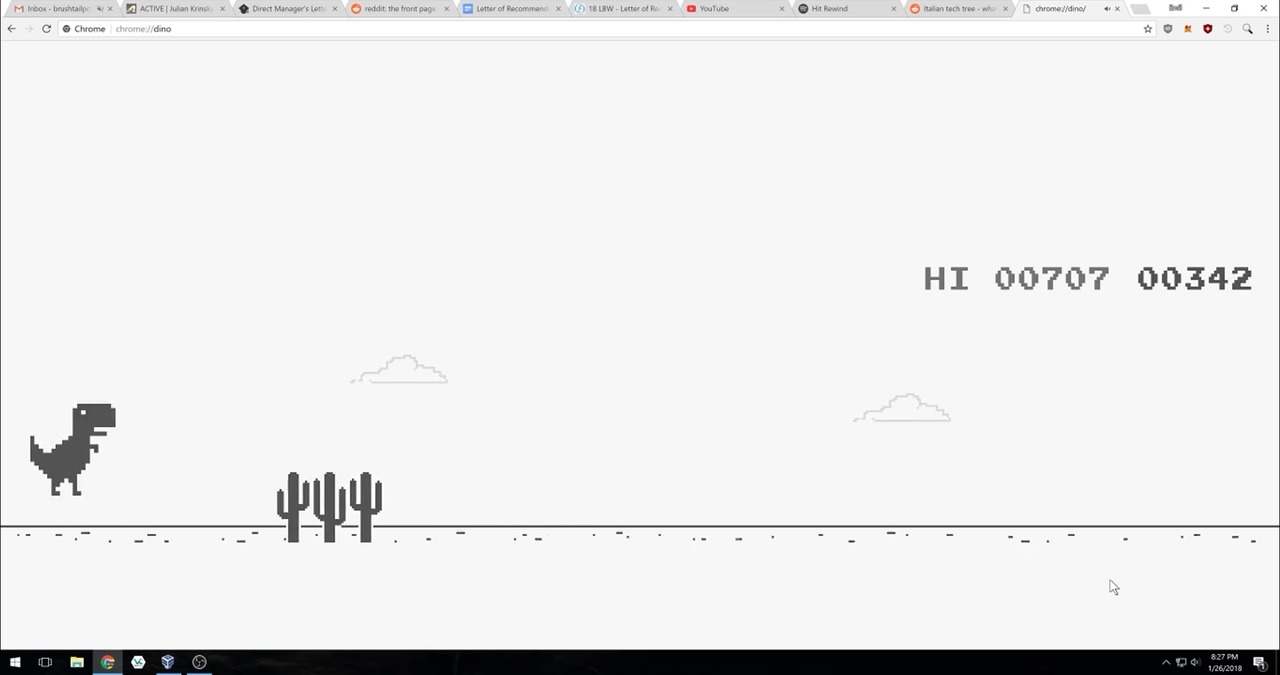 Inbox - brushtailpo
ACTIVE | Julian Krinsky
Direct Manager's Lette
reddit: the front page
Letter of Recommend
18 LBW - Letter of Re
YouTube
Hit Rewind
Italian tech tree - wha
chrome://dino/
Chrome chrome://dino
HI 00707 00342
8:27 PM
1/26/2018